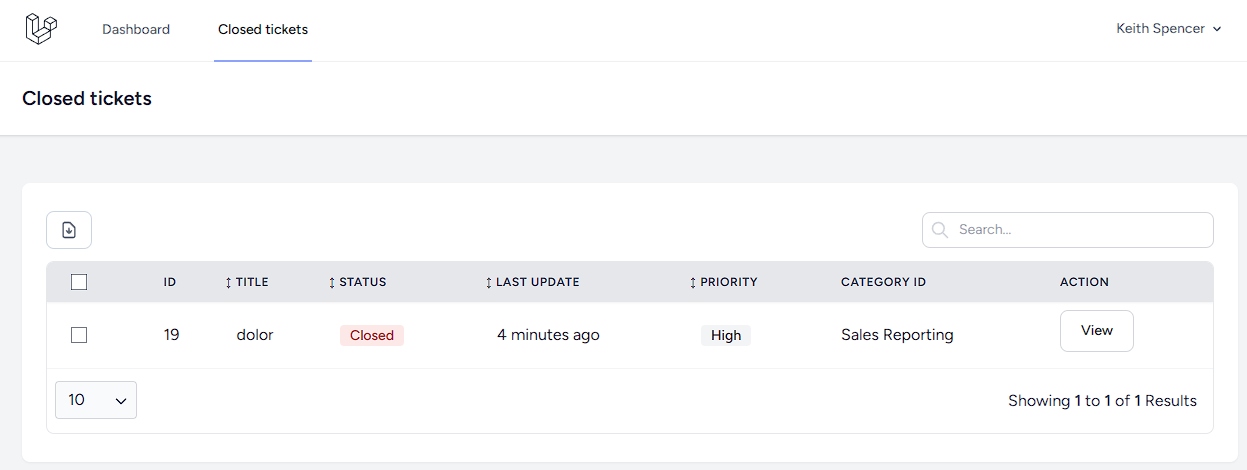 Dashboard Closed tickets Keith Spencer
Closed tickets
Search...
ID TITLE STATUS LAST UPDATE PRIORITY CATEGORY ID ACTION
19 dolor Closed 4 minutes ago High Sales Reporting View
10 Showing 1 to 1 of 1 Results